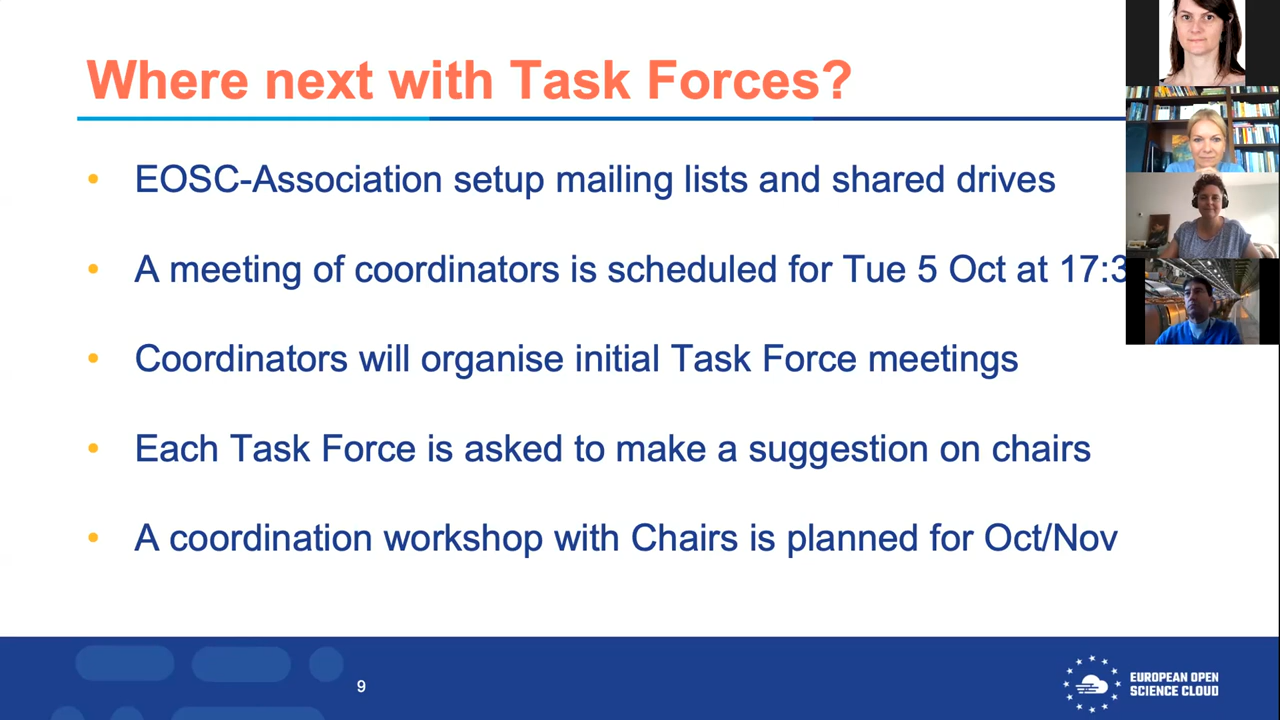 Where next with Task Forces?
• EOSC-Association setup mailing lists and shared drives
• A meeting of coordinators is scheduled for Tue 5 Oct at 17:3
• Coordinators will organise initial Task Force meetings
• Each Task Force is asked to make a suggestion on chairs
• A coordination workshop with Chairs is planned for Oct/Nov
9
EUROPEAN OPEN
SCIENCE CLOUD